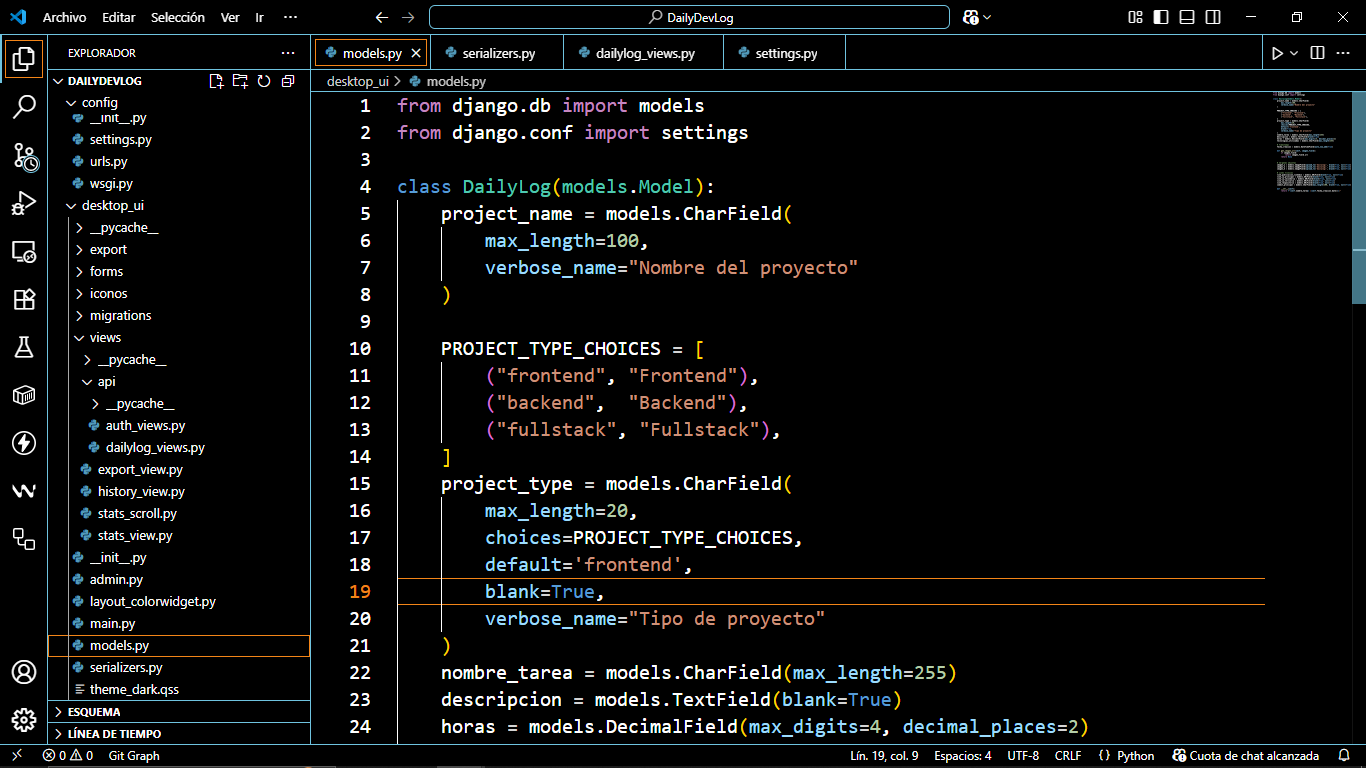 Archivo Editar Selección Ver Ir ··· DailyDevLog
EXPLORADOR ···
DAILYDEVLOG
config
__init__.py
settings.py
urls.py
wsgi.py
desktop_ui
__pycache__
export
forms
iconos
migrations
views
__pycache__
api
__pycache__
auth_views.py
dailylog_views.py
export_view.py
history_view.py
stats_scroll.py
stats_view.py
__init__.py
admin.py
layout_colorwidget.py
main.py
models.py
serializers.py
theme_dark.qss
ESQUEMA
LÍNEA DE TIEMPO
models.py serializers.py dailylog_views.py settings.py
desktop_ui > models.py
1 from django.db import models
2 from django.conf import settings
3
4 class DailyLog(models.Model):
5 project_name = models.CharField(
6 max_length=100,
7 verbose_name="Nombre del proyecto"
8 )
9
10 PROJECT_TYPE_CHOICES = [
11 ("frontend", "Frontend"),
12 ("backend",  "Backend"),
13 ("fullstack", "Fullstack"),
14 ]
15 project_type = models.CharField(
16 max_length=20,
17 choices=PROJECT_TYPE_CHOICES,
18 default='frontend',
19 blank=True,
20 verbose_name="Tipo de proyecto"
21 )
22 nombre_tarea = models.CharField(max_length=255)
23 descripcion = models.TextField(blank=True)
24 horas = models.DecimalField(max_digits=4, decimal_places=2)
0 0 Git Graph Lín. 19, col. 9 Espacios: 4 UTF-8 CRLF {} Python Cuota de chat alcanzada